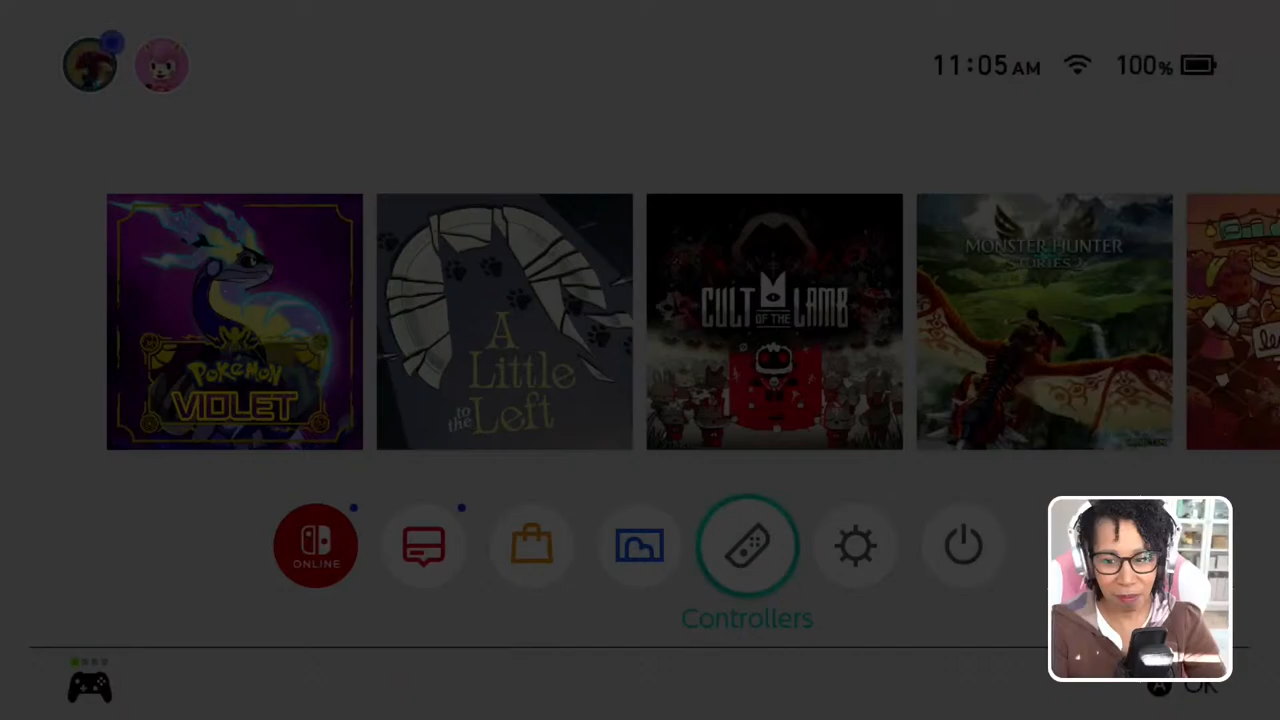 11:05 AM 100%
POKÉMON
VIOLET
A
Little
to the
Left
CULT
OF THE
LAMB
MONSTER HUNTER
STORIES 2
ONLINE
Controllers
A OK